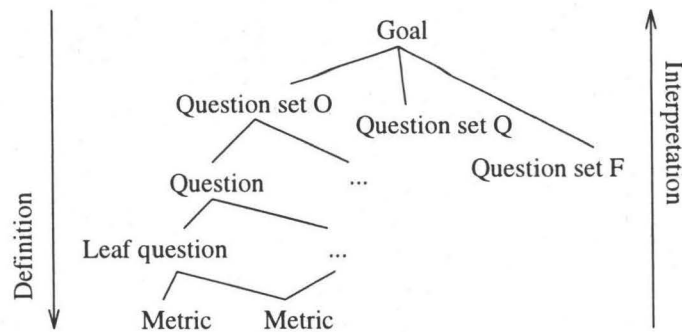 Goal
Question set O
Question set Q
Question set F
Question
...
Leaf question
...
Metric
Metric
Definition
Interpretation